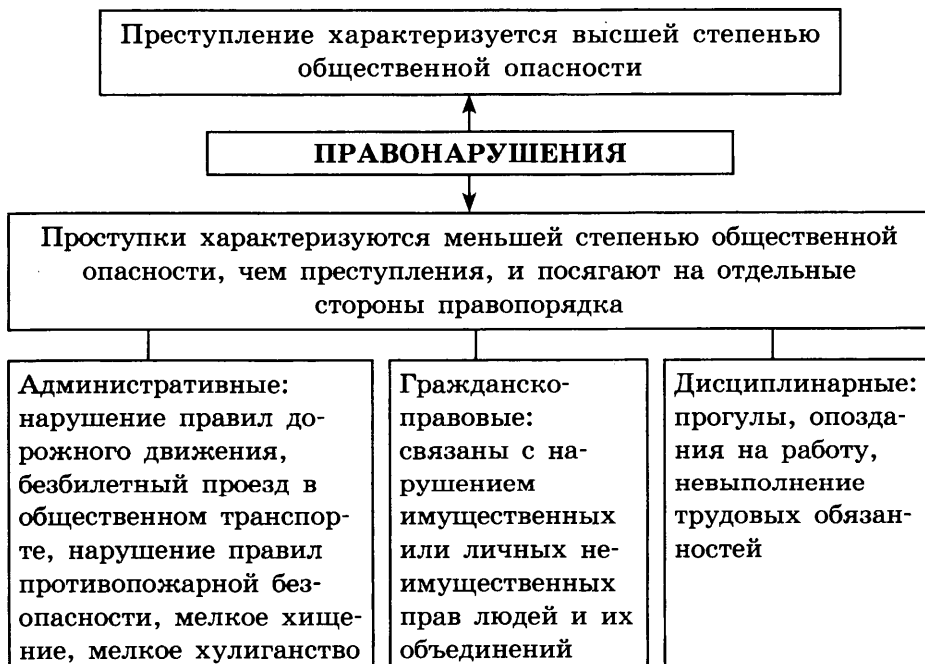 Преступление характеризуется высшей степенью
общественной опасности
ПРАВОНАРУШЕНИЯ
Проступки характеризуются меньшей степенью общественной
опасности, чем преступления, и посягают на отдельные
стороны правопорядка
Административные:
нарушение правил до-
рожного движения,
безбилетный проезд в
общественном транспор-
те, нарушение правил
противопожарной без-
опасности, мелкое хище-
ние, мелкое хулиганство
Гражданско-
правовые:
связаны с на-
рушением
имущественных
или личных не-
имущественных
прав людей и их
объединений
Дисциплинарные:
прогулы, опозда-
ния на работу,
невыполнение
трудовых обязан-
ностей